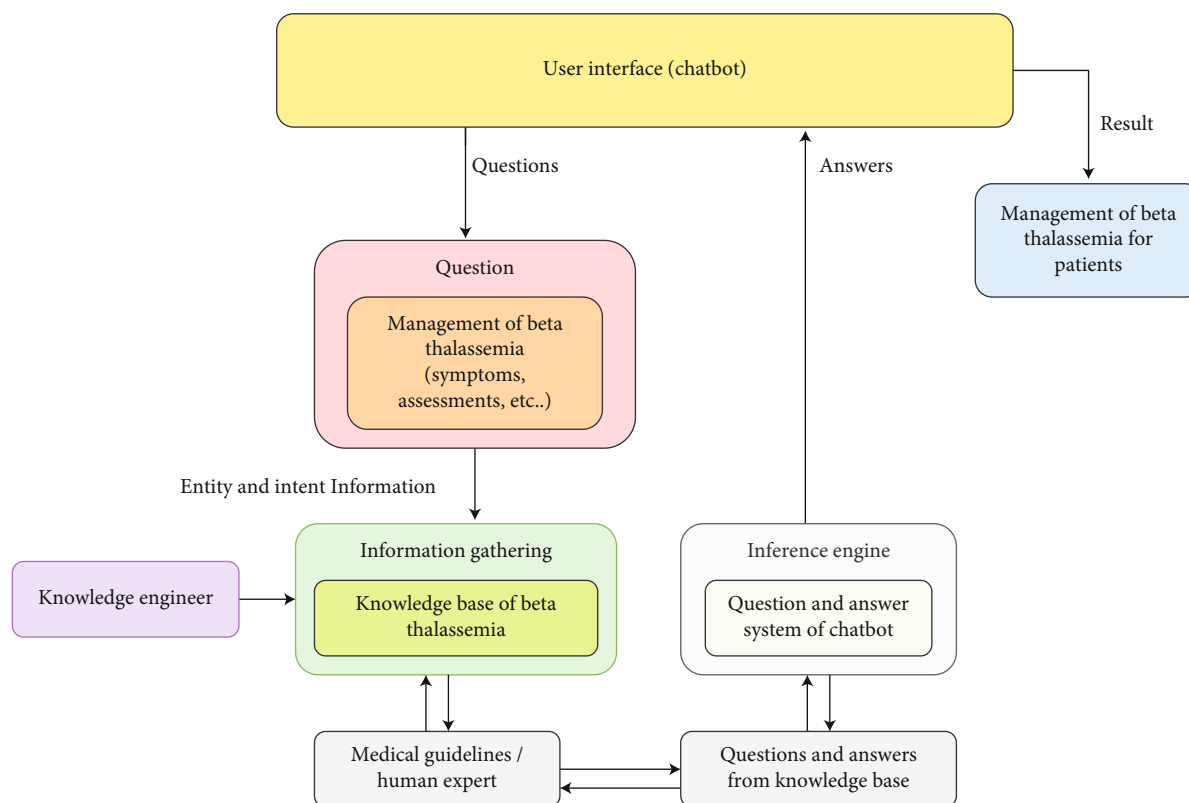 User interface (chatbot)
Questions
Answers
Result
Management of beta
thalassemia for
patients
Question
Management of beta
thalassemia
(symptoms,
assessments, etc..)
Entity and intent Information
Information gathering
Knowledge base of beta
thalassemia
Inference engine
Question and answer
system of chatbot
Knowledge engineer
Medical guidelines /
human expert
Questions and answers
from knowledge base